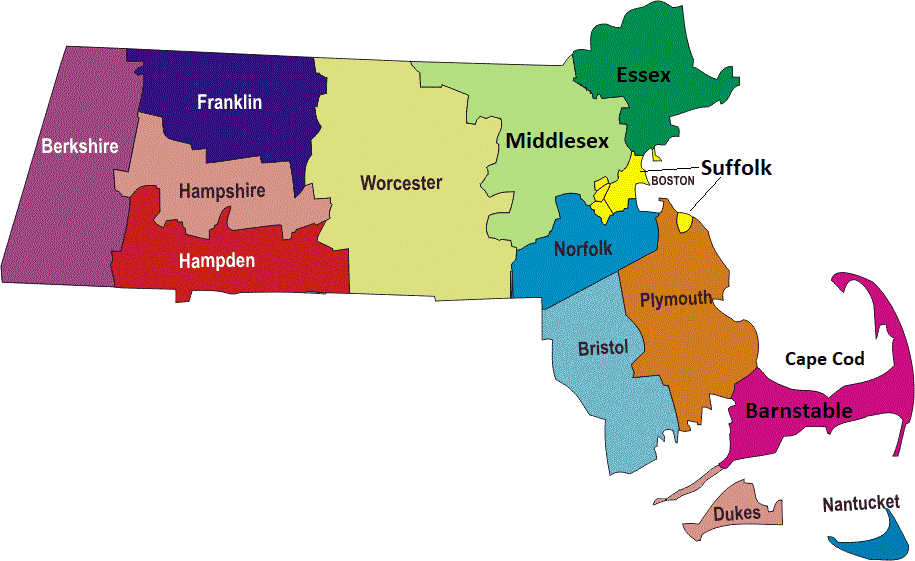 Essex
Franklin
Berkshire
Middlesex
Suffolk
BOSTON
Worcester
Hampshire
Norfolk
Hampden
Plymouth
Bristol
Cape Cod
Barnstable
Nantucket
Dukes